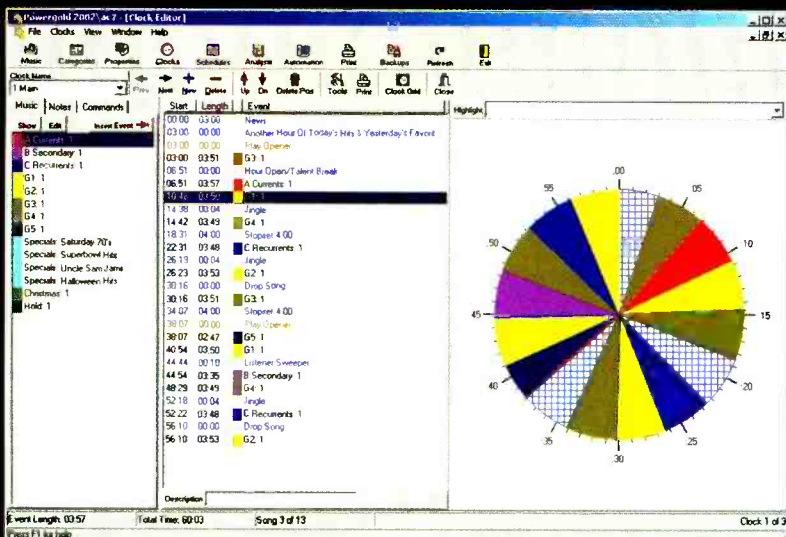 Powergold 2002\ac7 - [Clock Editor]
File Clocks View Window Help
Music Categories Properties Clocks Schedules Analysis Automation Print Backups Refresh Exit
Clock Name
1 Main
Prev Next New Delete Up Dn Delete Pos Tools Print Clock Grid Close
Music Notes Commands
Show Edit Insert Event
A Currents 1
B Secondary 1
C Recurrents 1
G1 1
G2 1
G3 1
G4 1
G5 1
Specials Saturday 70's
Specials Superbowl Hits
Specials Uncle Sam Jams
Specials Halloween Hits
Christmas 1
Hold 1
Start Length Event
00:00 03:00 News
03:00 00:00 Another Hour Of Today's Hits & Yesterday's Favorit
03:00 00:00 Play Opener
03:00 03:51 G3 1
06:51 00:00 Hour Open/Talent Break
06:51 03:57 A Currents 1
10:48 03:50 G1 1
14:38 00:04 Jingle
14:42 03:49 G4 1
18:31 04:00 Stopset 4:00
22:31 03:48 C Recurrents 1
26:19 00:04 Jingle
26:23 03:53 G2 1
30:16 00:00 Drop Song
30:16 03:51 G3 1
34:07 04:00 Stopset 4:00
38:07 00:00 Play Opener
38:07 02:47 G5 1
40:54 03:50 G1 1
44:44 00:10 Listener Sweeper
44:54 03:35 B Secondary 1
48:29 03:49 G4 1
52:18 00:04 Jingle
52:22 03:48 C Recurrents 1
56:10 00:00 Drop Song
56:10 03:53 G2 1
Description
Highlight
00
05
10
15
20
25
30
35
40
45
50
55
Event Length: 03:57 Total Time: 60:03 Song 3 of 13 Clock 1 of 3
Press F1 for help